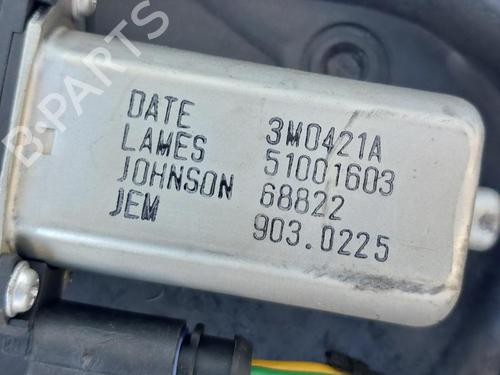 B-PARTS
DATE 3M0421A
LAMES 51001603
JOHNSON 68822
JEM 903.0225